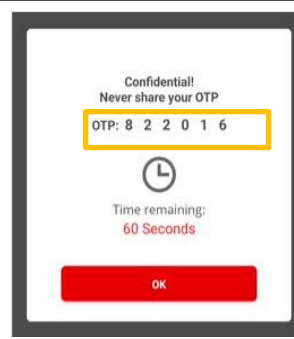 Confidential!
Never share your OTP
OTP: 8 2 2 0 1 6
Time remaining:
60 Seconds
OK